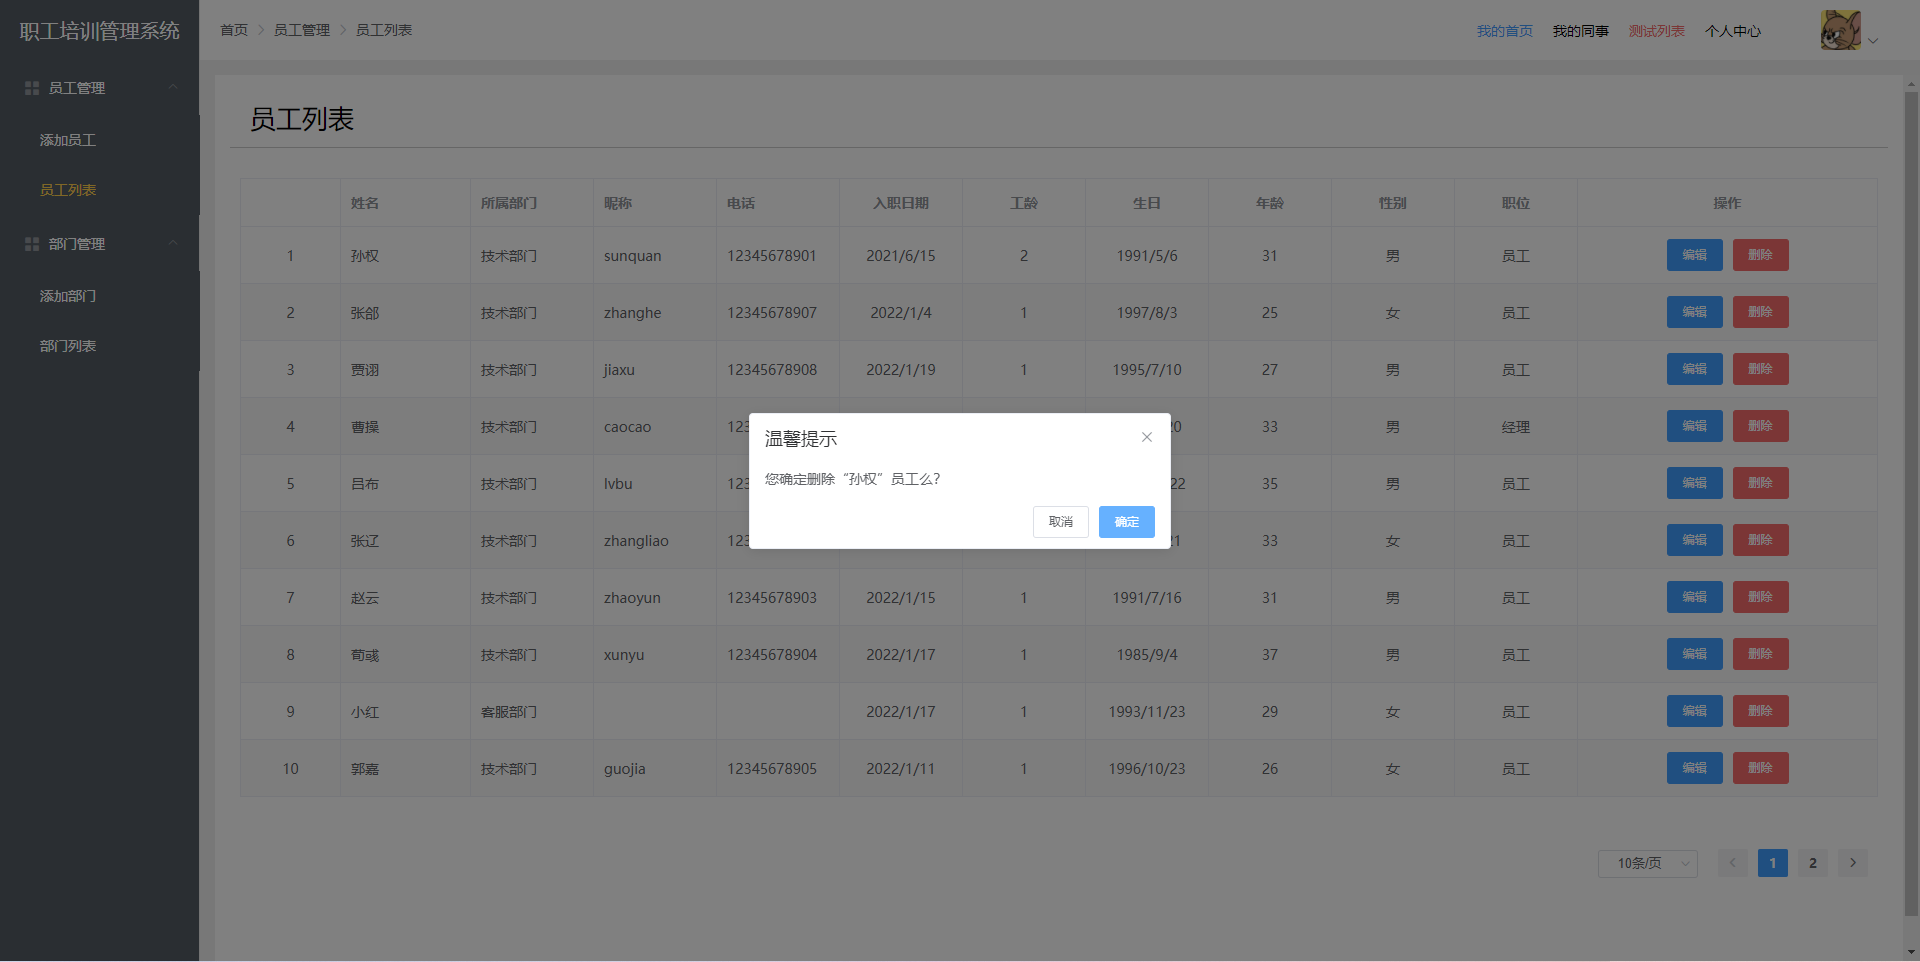 职工培训管理系统
首页 员工管理 员工列表
我的首页 我的同事 测试列表 个人中心
员工管理
添加员工
员工列表
部门管理
添加部门
部门列表
员工列表
姓名 所属部门 昵称 电话 入职日期 工龄 生日 年龄 性别 职位 操作
1 孙权 技术部门 sunquan 12345678901 2021/6/15 2 1991/5/6 31 男 员工 编辑 删除
2 张郃 技术部门 zhanghe 12345678907 2022/1/4 1 1997/8/3 25 女 员工 编辑 删除
3 贾诩 技术部门 jiaxu 12345678908 2022/1/19 1 1995/7/10 27 男 员工 编辑 删除
4 曹操 技术部门 caocao 123 20 33 男 经理 编辑 删除
5 吕布 技术部门 lvbu 123 22 35 男 员工 编辑 删除
6 张辽 技术部门 zhangliao 123 21 33 女 员工 编辑 删除
7 赵云 技术部门 zhaoyun 12345678903 2022/1/15 1 1991/7/16 31 男 员工 编辑 删除
8 荀彧 技术部门 xunyu 12345678904 2022/1/17 1 1985/9/4 37 男 员工 编辑 删除
9 小红 客服部门 2022/1/17 1 1993/11/23 29 女 员工 编辑 删除
10 郭嘉 技术部门 guojia 12345678905 2022/1/11 1 1996/10/23 26 女 员工 编辑 删除
温馨提示
您确定删除“孙权”员工么?
取消 确定
10条/页 1 2